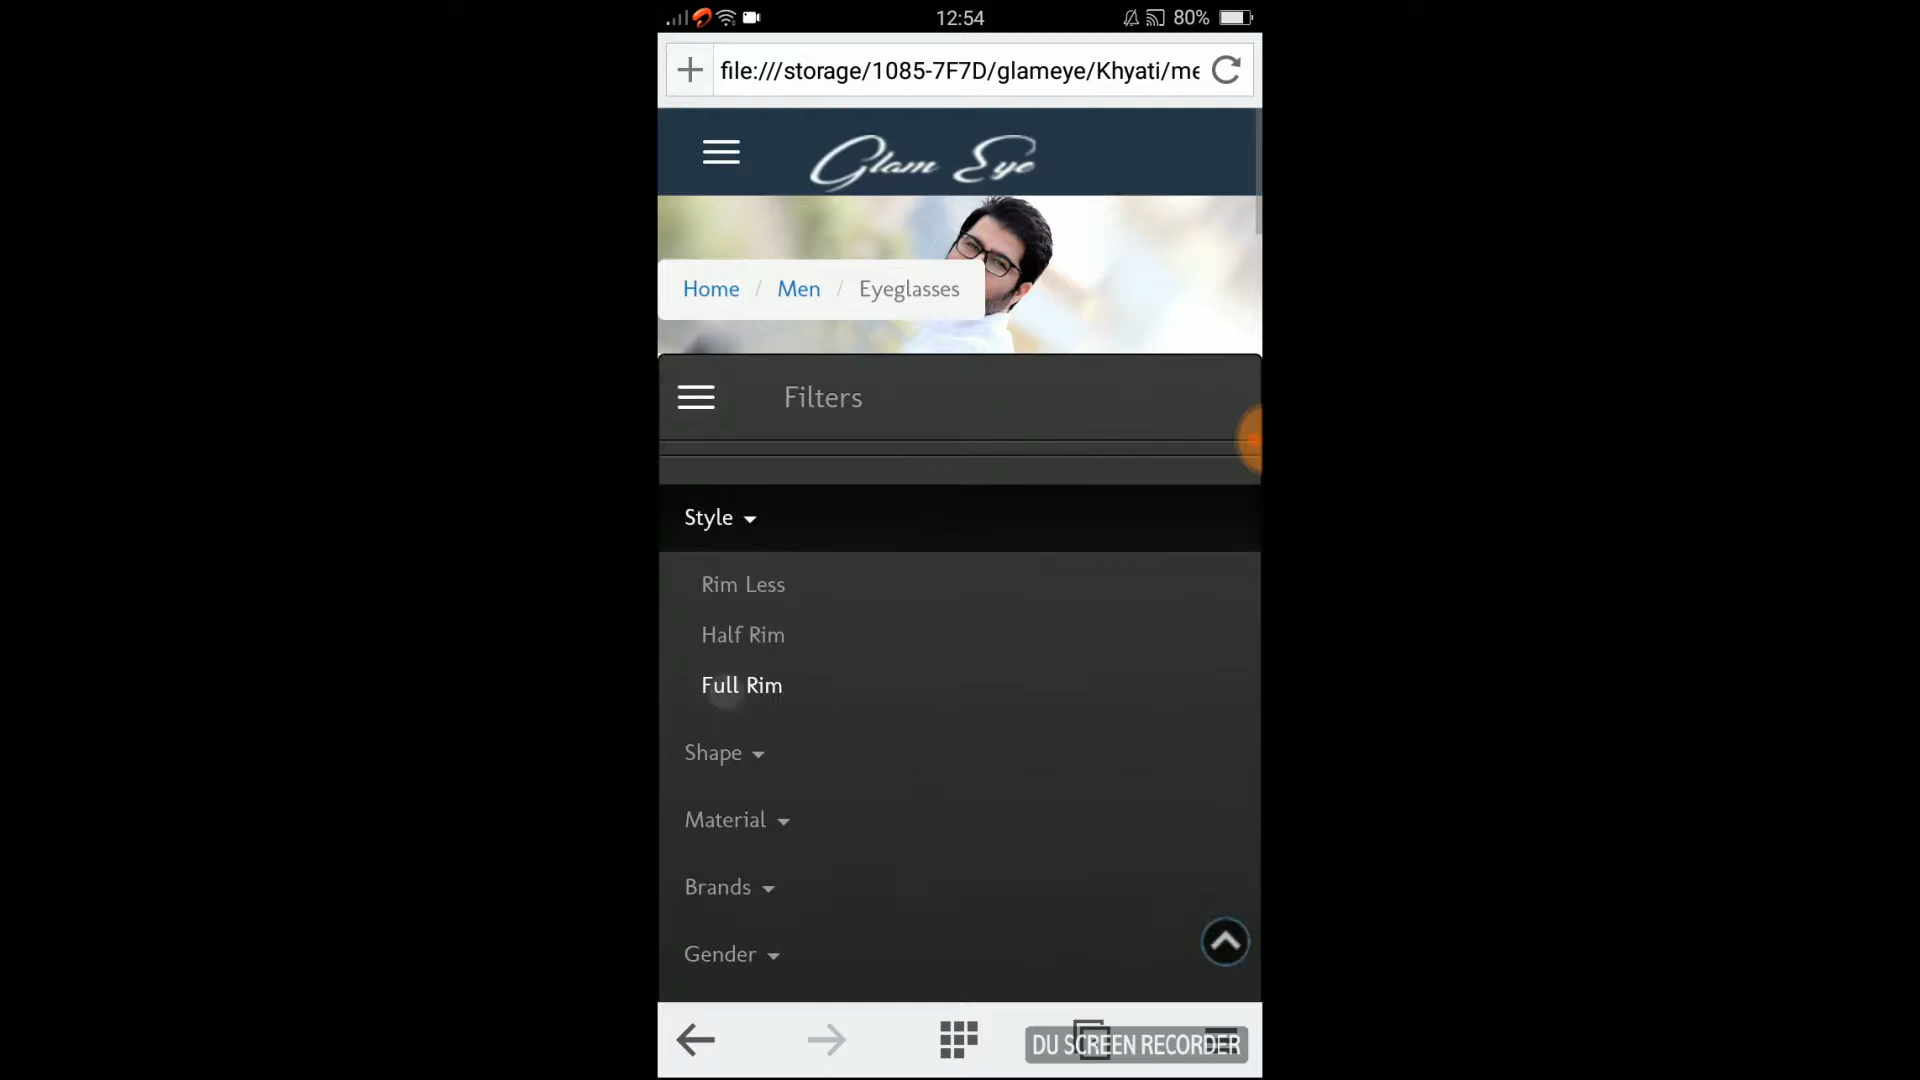 12:54
80%
file:///storage/1085-7F7D/glameye/Khyati/me
Glam Eye
Home / Men / Eyeglasses
Filters
Style
Rim Less
Half Rim
Full Rim
Shape
Material
Brands
Gender
DU SCREEN RECORDER